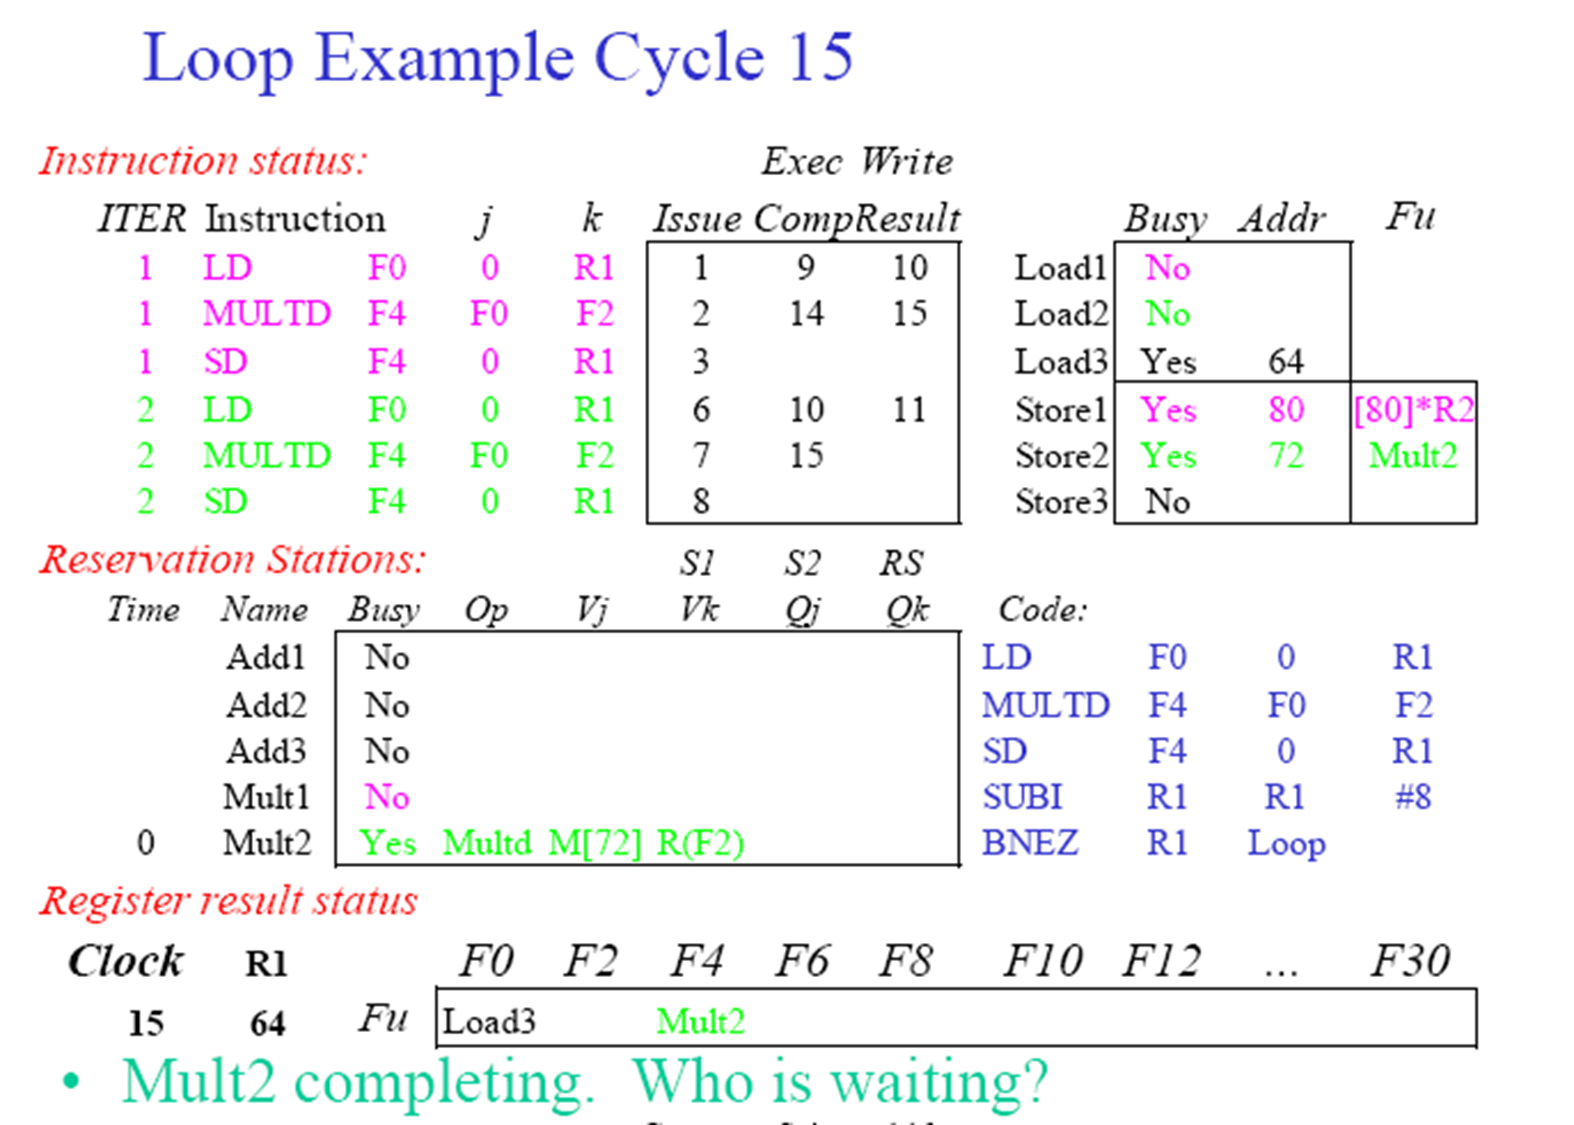 Loop Example Cycle 15
Instruction status: Exec Write
ITER Instruction j k Issue Comp Result Busy Addr Fu
1 LD F0 0 R1 1 9 10 Load1 No
1 MULTD F4 F0 F2 2 14 15 Load2 No
1 SD F4 0 R1 3 Load3 Yes 64
2 LD F0 0 R1 6 10 11 Store1 Yes 80 [80]*R2
2 MULTD F4 F0 F2 7 15 Store2 Yes 72 Mult2
2 SD F4 0 R1 8 Store3 No
Reservation Stations: S1 S2 RS
Time Name Busy Op Vj Vk Qj Qk Code:
Add1 No LD F0 0 R1
Add2 No MULTD F4 F0 F2
Add3 No SD F4 0 R1
Mult1 No SUBI R1 R1 #8
0 Mult2 Yes Multd M[72] R(F2) BNEZ R1 Loop
Register result status
Clock R1 F0 F2 F4 F6 F8 F10 F12 ... F30
15 64 Fu Load3 Mult2
• Mult2 completing. Who is waiting?